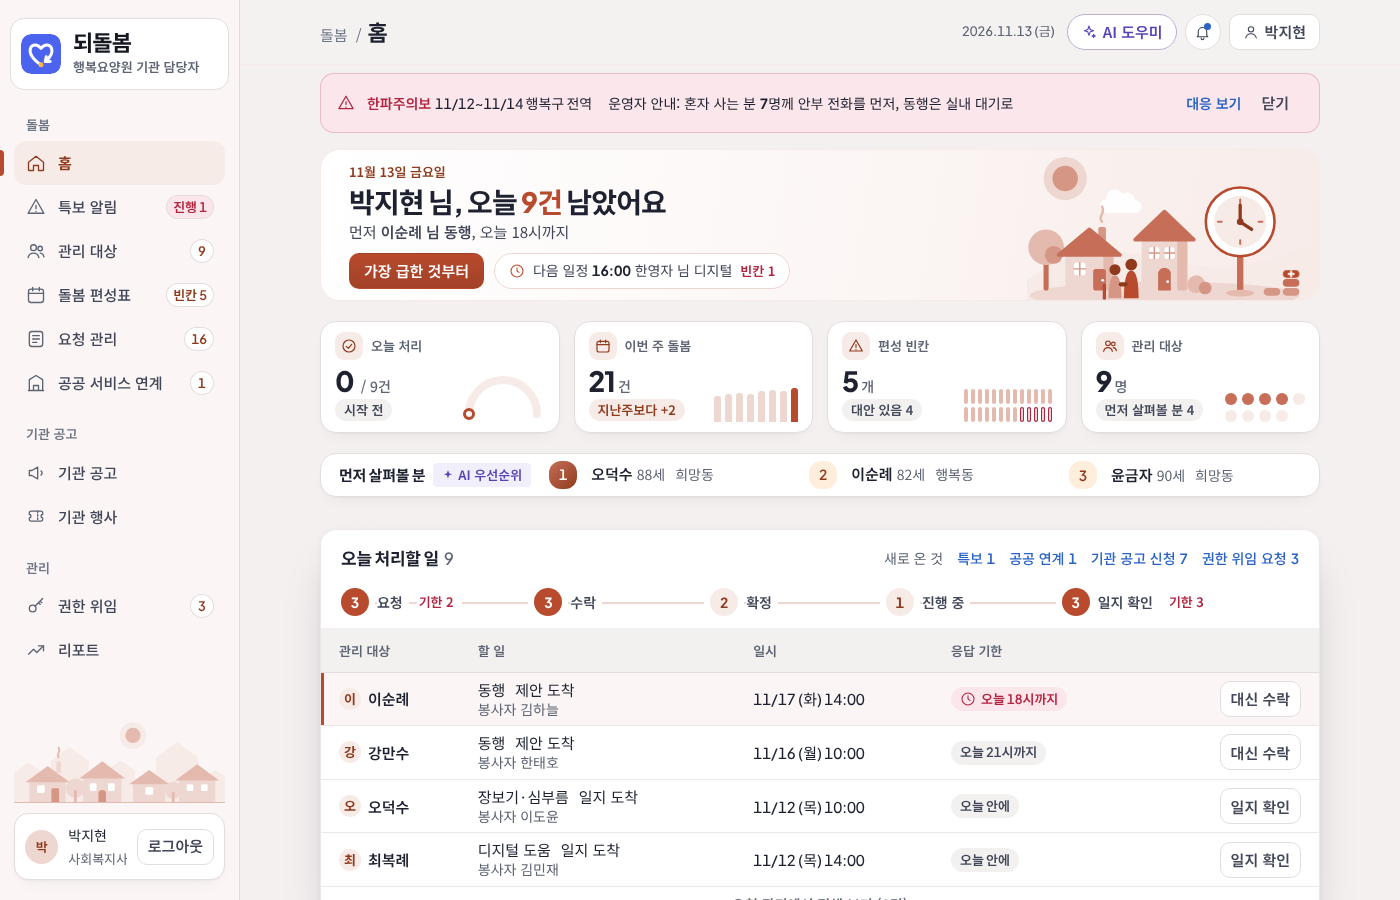 되돌봄
행복요양원 기관 담당자
돌봄
홈
특보 알림 진행 1
관리 대상 9
돌봄 편성표 빈칸 5
요청 관리 16
공공 서비스 연계 1
기관 공고
기관 공고
기관 행사
관리
권한 위임 3
리포트
박 박지현
사회복지사
로그아웃
돌봄 / 홈
2026.11.13 (금) AI 도우미 박지현
한파주의보 11/12~11/14 행복구 전역 운영자 안내: 혼자 사는 분 7명께 안부 전화를 먼저, 동행은 실내 대기로 대응 보기 닫기
11월 13일 금요일
박지현 님, 오늘 9건 남았어요
먼저 이순례 님 동행, 오늘 18시까지
가장 급한 것부터 다음 일정 16:00 한영자 님 디지털 빈칸 1
오늘 처리
0 / 9건
시작 전
이번 주 돌봄
21 건
지난주보다 +2
편성 빈칸
5 개
대안 있음 4
관리 대상
9 명
먼저 살펴볼 분 4
먼저 살펴볼 분 AI 우선순위 1 오덕수 88세 희망동 2 이순례 82세 행복동 3 윤금자 90세 희망동
오늘 처리할 일 9 새로 온 것 특보 1 공공 연계 1 기관 공고 신청 7 권한 위임 요청 3
3 요청 기한 2 3 수락 2 확정 1 진행 중 3 일지 확인 기한 3
관리 대상 할 일 일시 응답 기한
이 이순례 동행 제안 도착 11/17 (화) 14:00 오늘 18시까지 대신 수락
봉사자 김하늘
강 강만수 동행 제안 도착 11/16 (월) 10:00 오늘 21시까지 대신 수락
봉사자 한태호
오 오덕수 장보기·심부름 일지 도착 11/12 (목) 10:00 오늘 안에 일지 확인
봉사자 이도윤
최 최복례 디지털 도움 일지 도착 11/12 (목) 14:00 오늘 안에 일지 확인
봉사자 김민재